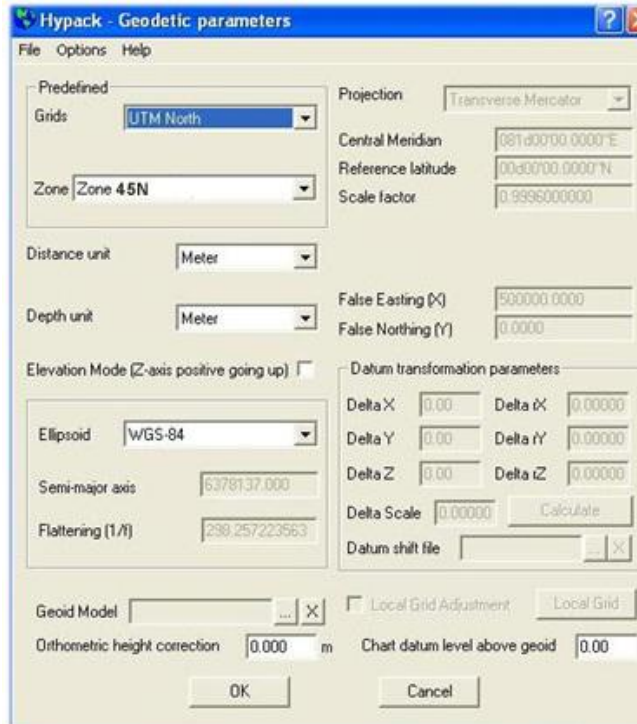 Hypack - Geodetic parameters
File Options Help
Predefined
Grids UTM North
Zone Zone 45N
Distance unit Meter
Depth unit Meter
Elevation Mode (Z-axis positive going up)
Ellipsoid WGS-84
Semi-major axis 6378137.000
Flattening (1/f) 298.257223563
Projection Transverse Mercator
Central Meridian 081d00'00.0000"E
Reference latitude 00d00'00.0000"N
Scale factor 0.9996000000
False Easting (X) 500000.0000
False Northing (Y) 0.0000
Datum transformation parameters
Delta X 0.00 Delta rX 0.00000
Delta Y 0.00 Delta rY 0.00000
Delta Z 0.00 Delta rZ 0.00000
Delta Scale 0.00000 Calculate
Datum shift file ... X
Geoid Model ... X
Local Grid Adjustment Local Grid
Orthometric height correction 0.000 m Chart datum level above geoid 0.00
OK Cancel